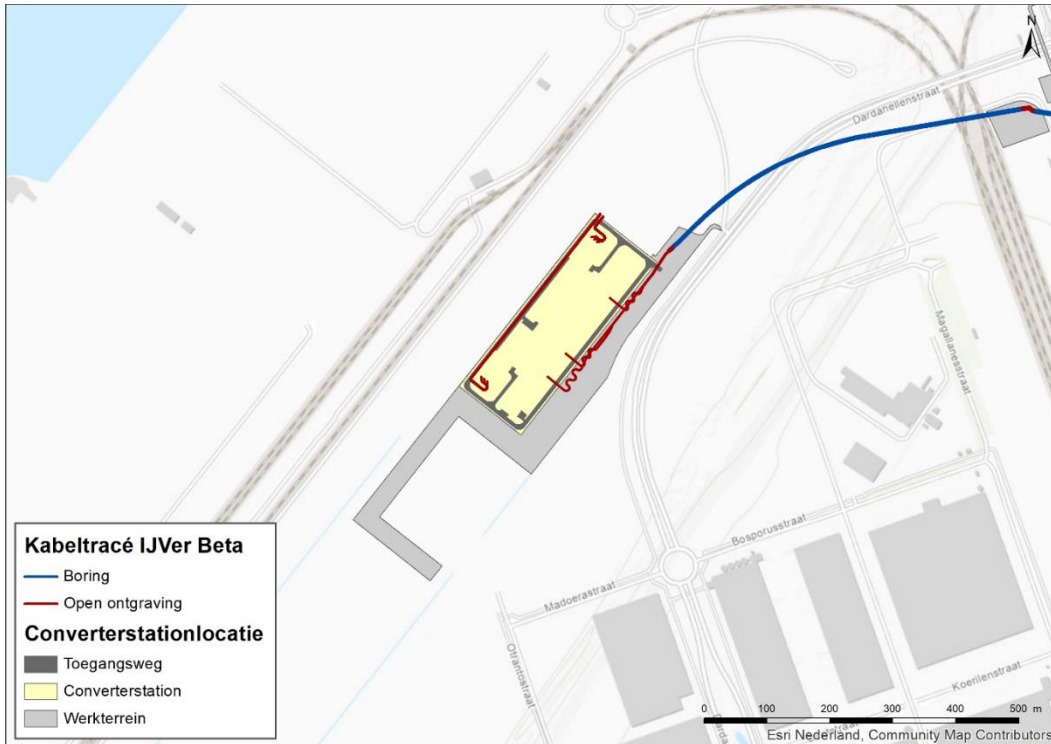 N
Dardanellenstraat
Magallanesstraat
Bosporusstraat
Madoerastraat
Otrantostraat
Koerilenstraat
Kabeltracé IJVer Beta
Boring
Open ontgraving
Converterstationlocatie
Toegangsweg
Converterstation
Werkterrein
0 100 200 300 400 500 m
Esri Nederland, Community Map Contributors